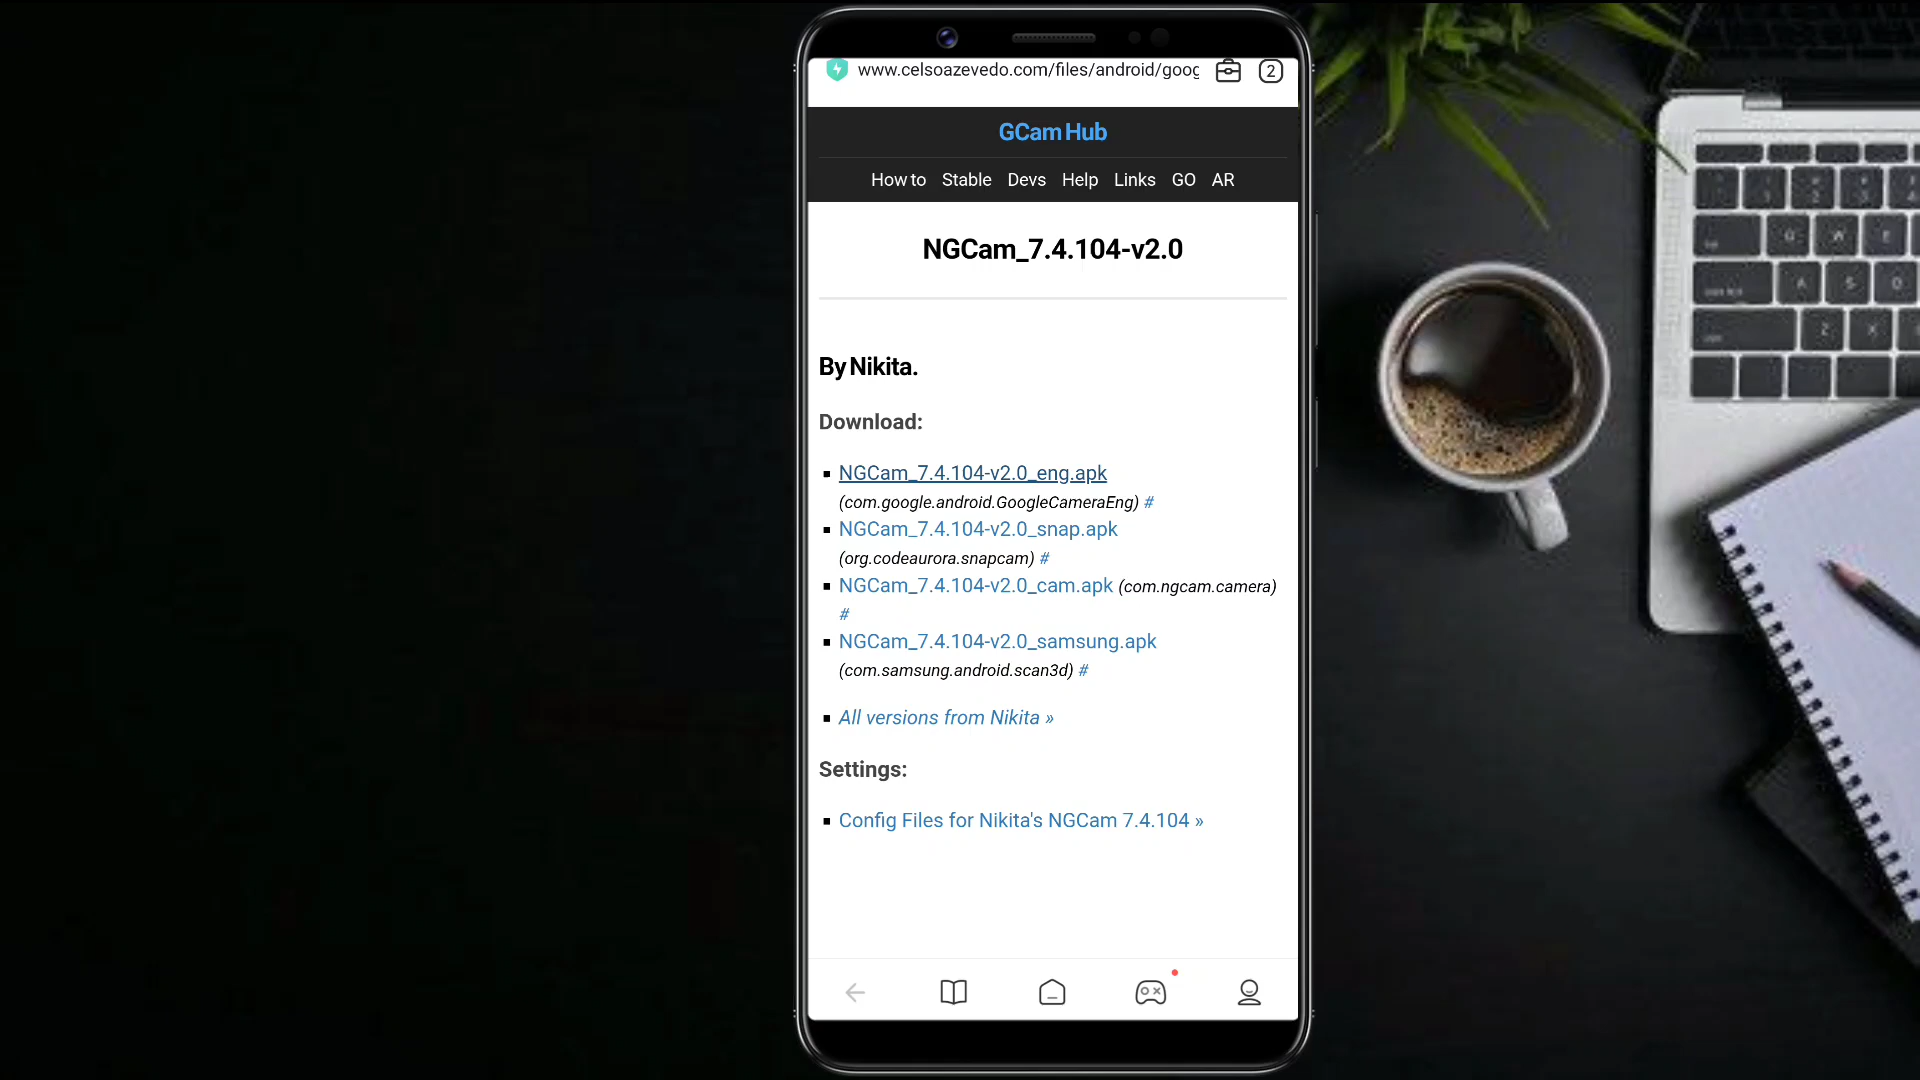 www.celsoazevedo.com/files/android/goog
2
GCam Hub
How to Stable Devs Help Links GO AR
NGCam_7.4.104-v2.0
By Nikita.
Download:
NGCam_7.4.104-v2.0_eng.apk
(com.google.android.GoogleCameraEng) #
NGCam_7.4.104-v2.0_snap.apk
(org.codeaurora.snapcam) #
NGCam_7.4.104-v2.0_cam.apk (com.ngcam.camera)
#
NGCam_7.4.104-v2.0_samsung.apk
(com.samsung.android.scan3d) #
All versions from Nikita »
Settings:
Config Files for Nikita's NGCam 7.4.104 »
Q W E
A S D
Z X